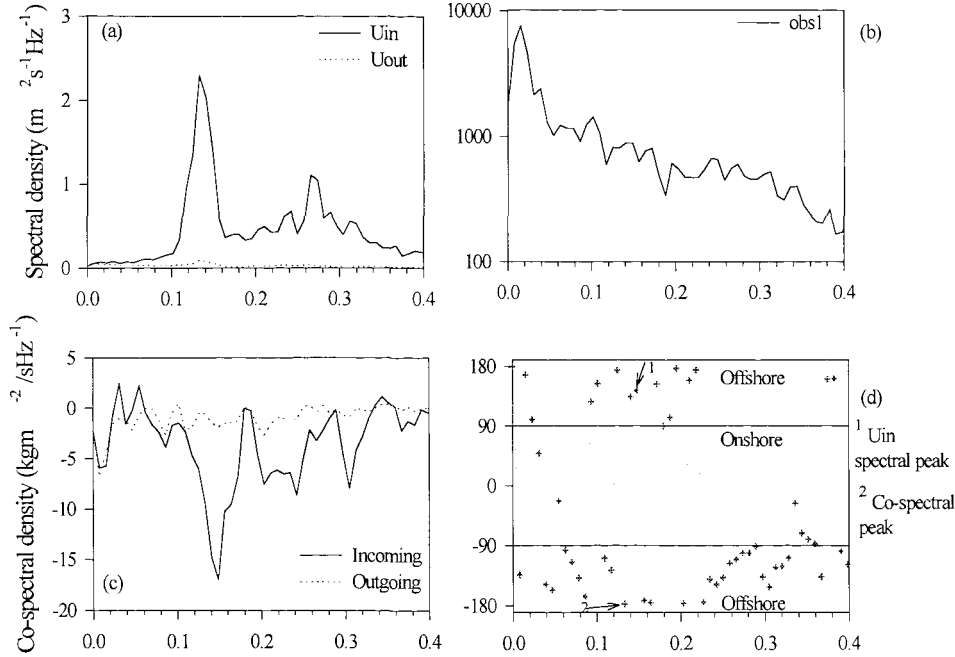 3
2
1
0
Spectral density (m ²s⁻¹Hz⁻¹)
(a)
Uin
Uout
0.0 0.1 0.2 0.3 0.4
10000
1000
100
obs1
(b)
0.0 0.1 0.2 0.3 0.4
5
0
-5
-10
-15
-20
Co-spectral density (kgm ⁻²/sHz⁻¹)
Incoming
Outgoing
(c)
0.0 0.1 0.2 0.3 0.4
180
90
0
-90
-180
1
Offshore
Onshore
2
Offshore
(d)
¹ Uin
spectral peak
² Co-spectral
peak
0.0 0.1 0.2 0.3 0.4